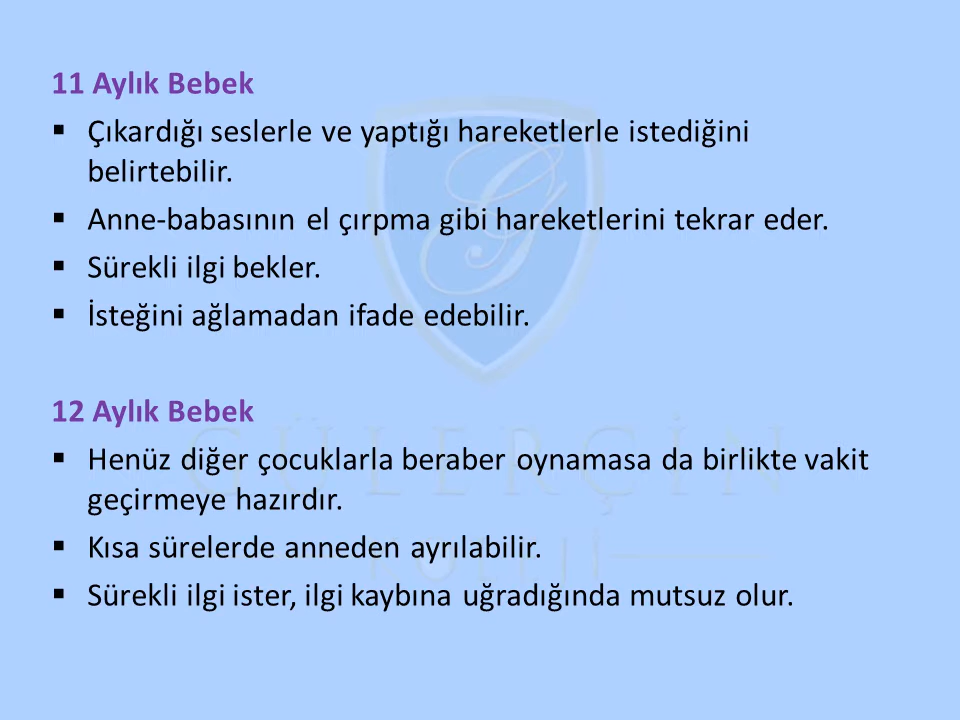 11 Aylık Bebek
▪ Çıkardığı seslerle ve yaptığı hareketlerle istediğini
belirtebilir.
▪ Anne-babasının el çırpma gibi hareketlerini tekrar eder.
▪ Sürekli ilgi bekler.
▪ İsteğini ağlamadan ifade edebilir.
12 Aylık Bebek
▪ Henüz diğer çocuklarla beraber oynamasa da birlikte vakit
geçirmeye hazırdır.
GÜLERÇİN
▪ Kısa sürelerde anneden ayrılabilir.
▪ Sürekli ilgi ister, ilgi kaybına uğradığında mutsuz olur.